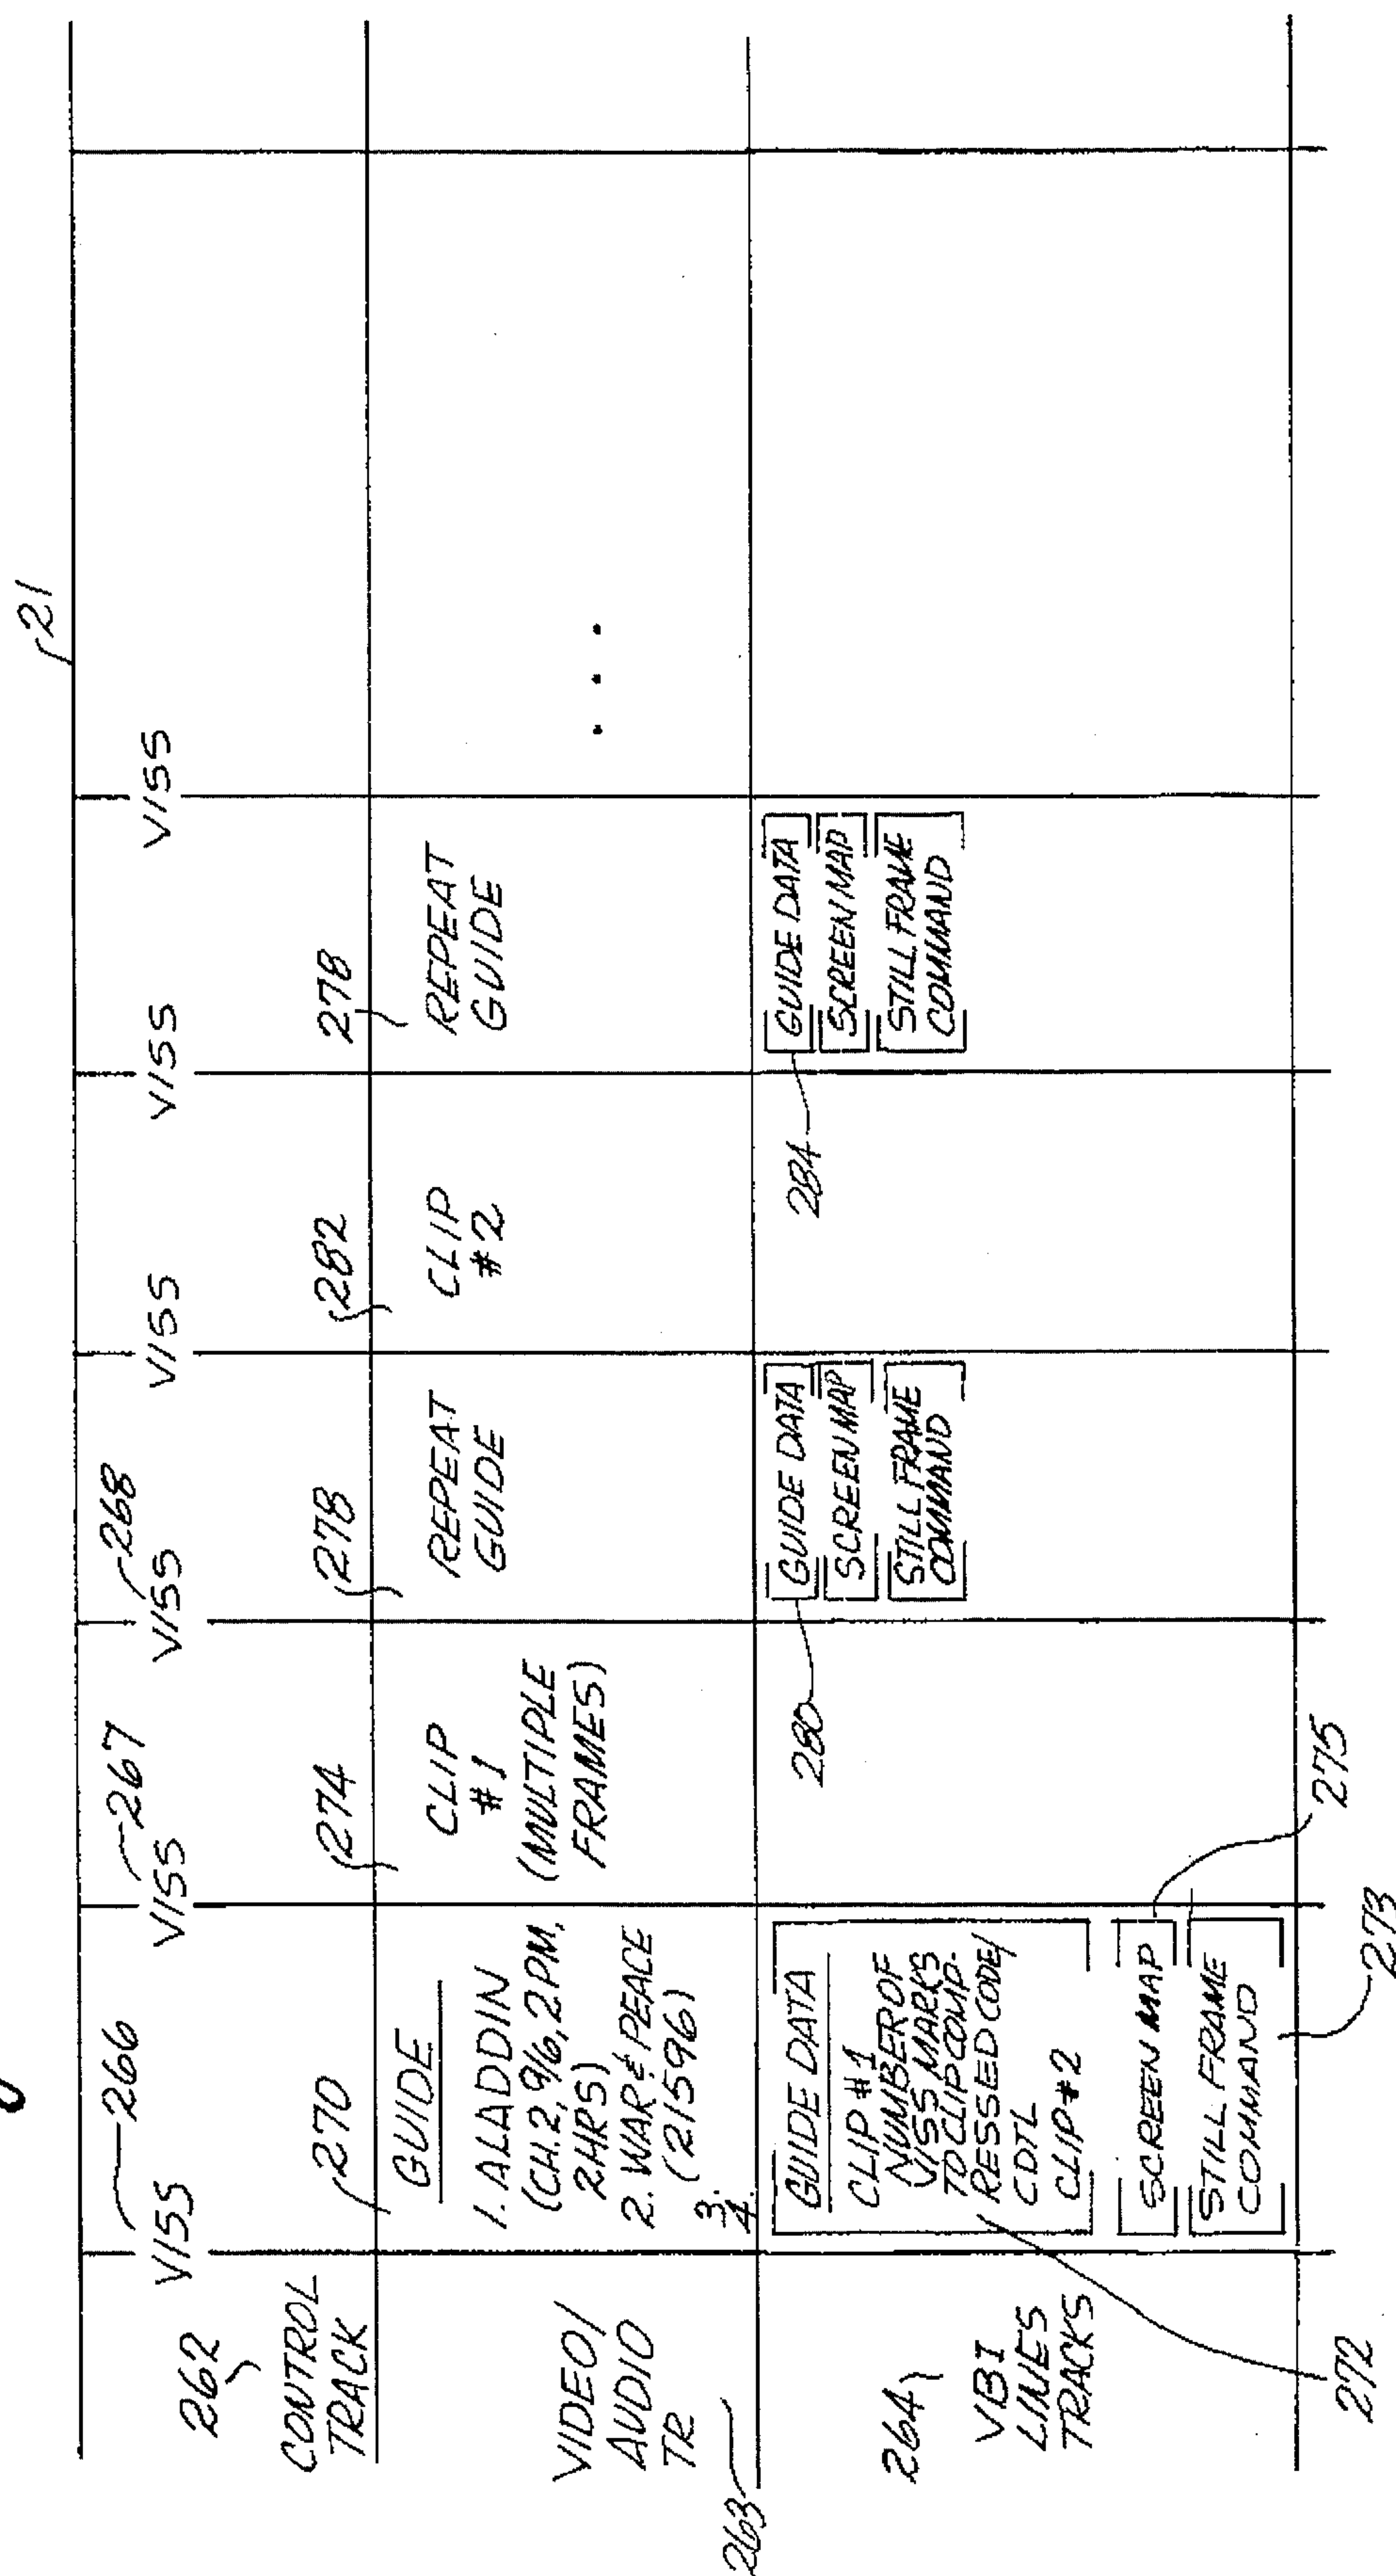 21
266
267
268
VISS
VISS
VISS
VISS
VISS
VISS
262
CONTROL
TRACK
270
274
278
282
278
VIDEO/
AUDIO
TR
263
GUIDE
1. ALADDIN
(CH.2, 9/6, 2PM,
2HRS)
2. WAR & PEACE
(21596)
3.
4.
CLIP
#1
(MULTIPLE
FRAMES)
REPEAT
GUIDE
CLIP
#2
REPEAT
GUIDE
. . .
264
VBI
LINES
TRACKS
GUIDE DATA
CLIP #1
NUMBER OF
VISS MARKS
TO CLIP COMP-
RESSED CODE/
CDTL
CLIP #2
SCREEN MAP
STILL FRAME
COMMAND
280
GUIDE DATA
SCREEN MAP
STILL FRAME
COMMAND
284
GUIDE DATA
SCREEN MAP
STILL FRAME
COMMAND
272
273
275